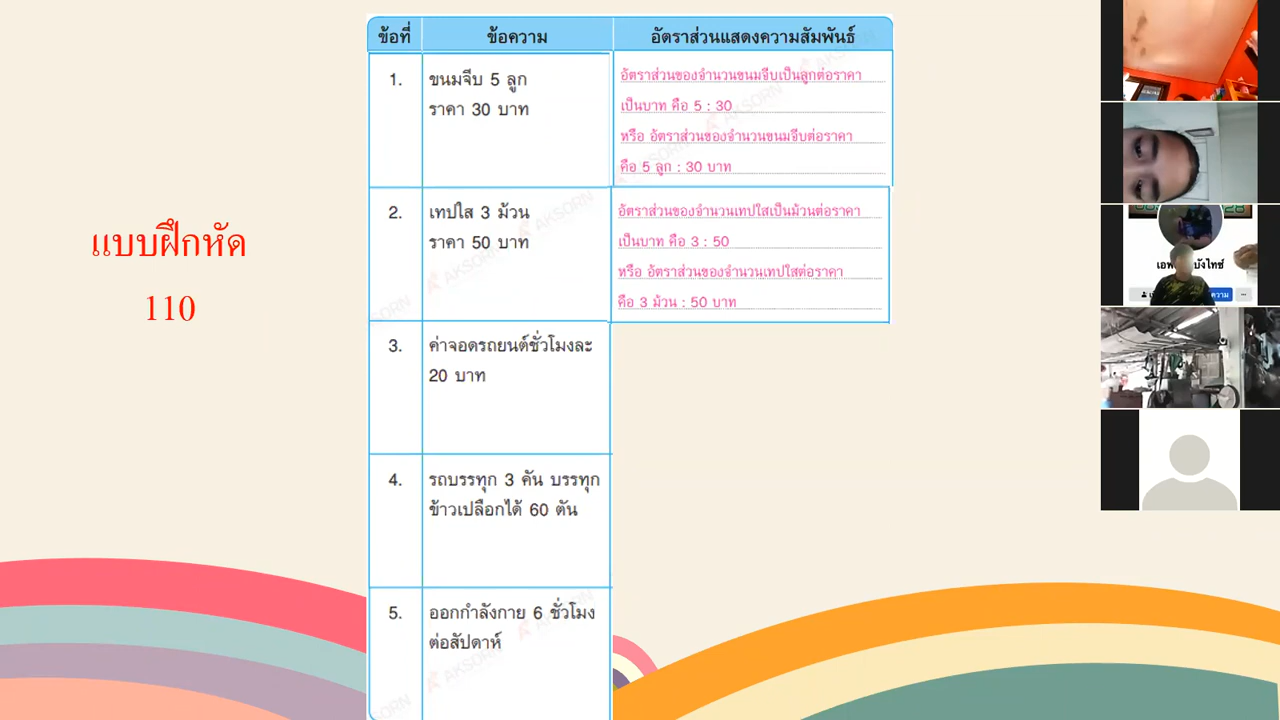 แบบฝึกหัด
110
ข้อที่
ข้อความ
อัตราส่วนแสดงความสัมพันธ์
1.
ขนมจีบ 5 ลูก
ราคา 30 บาท
อัตราส่วนของจำนวนขนมจีบเป็นลูกต่อราคา
เป็นบาท คือ 5 : 30
หรือ อัตราส่วนของจำนวนขนมจีบต่อราคา
คือ 5 ลูก : 30 บาท
2.
เทปใส 3 ม้วน
ราคา 50 บาท
อัตราส่วนของจำนวนเทปใสเป็นม้วนต่อราคา
เป็นบาท คือ 3 : 50
หรือ อัตราส่วนของจำนวนเทปใสต่อราคา
คือ 3 ม้วน : 50 บาท
3.
ค่าจอดรถยนต์ชั่วโมงละ
20 บาท
4.
รถบรรทุก 3 คัน บรรทุก
ข้าวเปลือกได้ 60 ตัน
5.
ออกกำลังกาย 6 ชั่วโมง
ต่อสัปดาห์
AKSORN
AKSORN
AKSORN
AKSORN
AKSORN